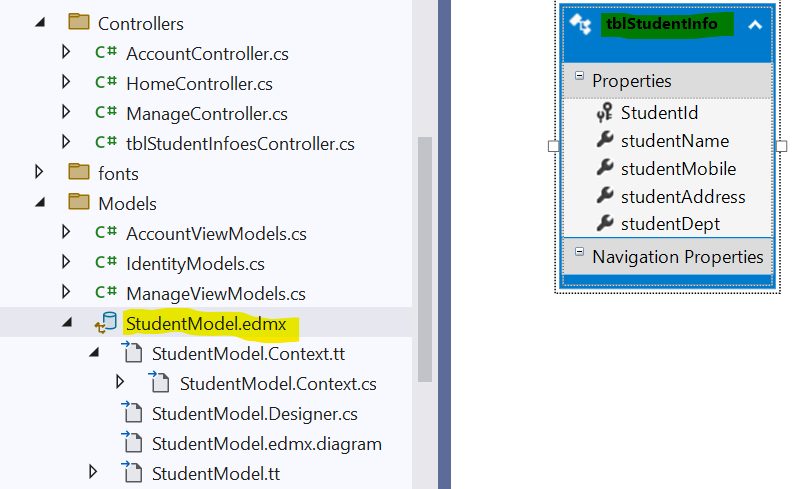 Controllers
C# AccountController.cs
C# HomeController.cs
C# ManageController.cs
C# tblStudentInfoesController.cs
fonts
Models
C# AccountViewModels.cs
C# IdentityModels.cs
C# ManageViewModels.cs
StudentModel.edmx
StudentModel.Context.tt
StudentModel.Context.cs
StudentModel.Designer.cs
StudentModel.edmx.diagram
StudentModel.tt
tblStudentInfo
Properties
StudentId
studentName
studentMobile
studentAddress
studentDept
Navigation Properties